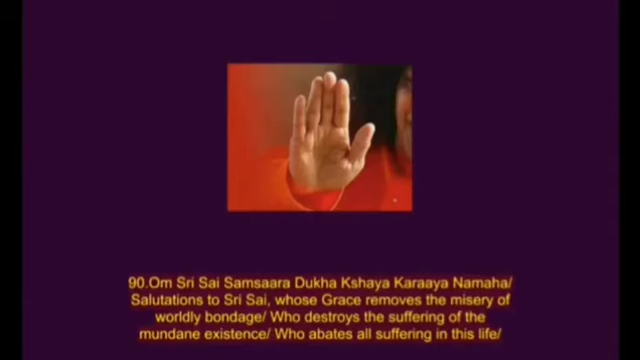 90.Om Sri Sai Samsaara Dukha Kshaya Karaaya Namaha/
Salutations to Sri Sai, whose Grace removes the misery of
worldly bondage/ Who destroys the suffering of the
mundane existence/ Who abates all suffering in this life/